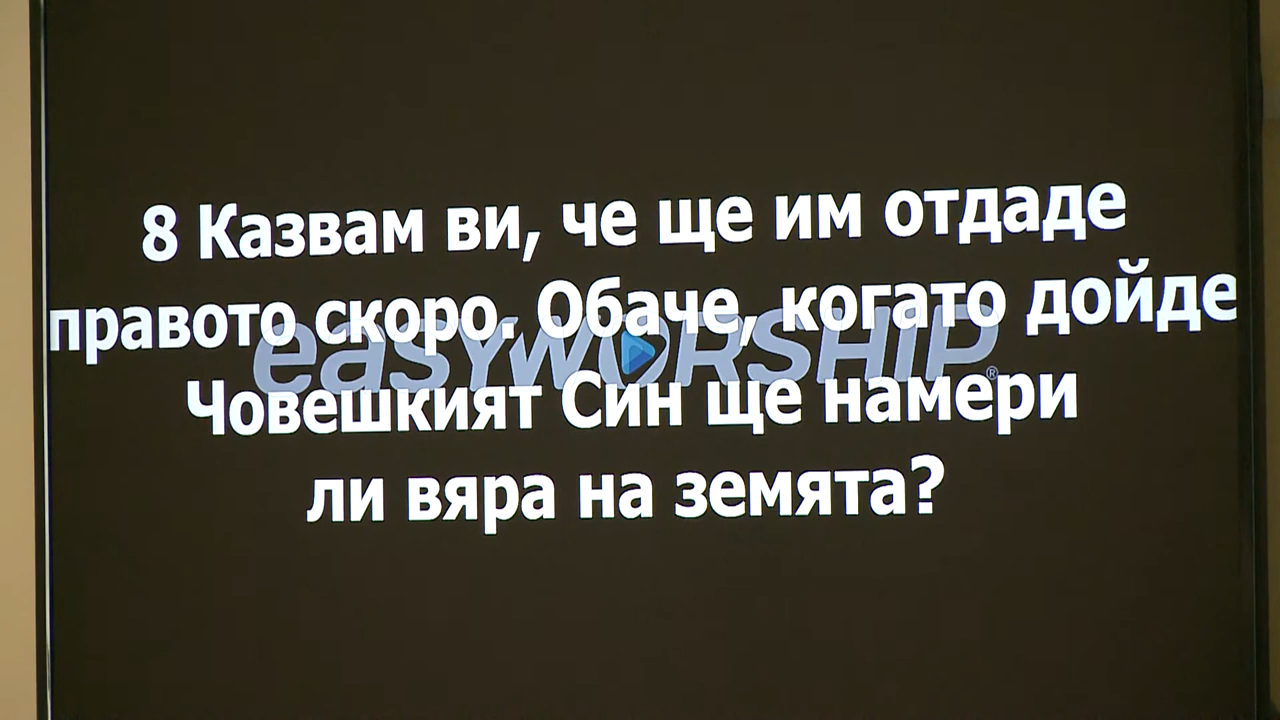 8 Казвам ви, че ще им отдаде
правото скоро. Обаче, когато дойде
easyWORSHIP®
Човешкият Син ще намери
ли вяра на земята?